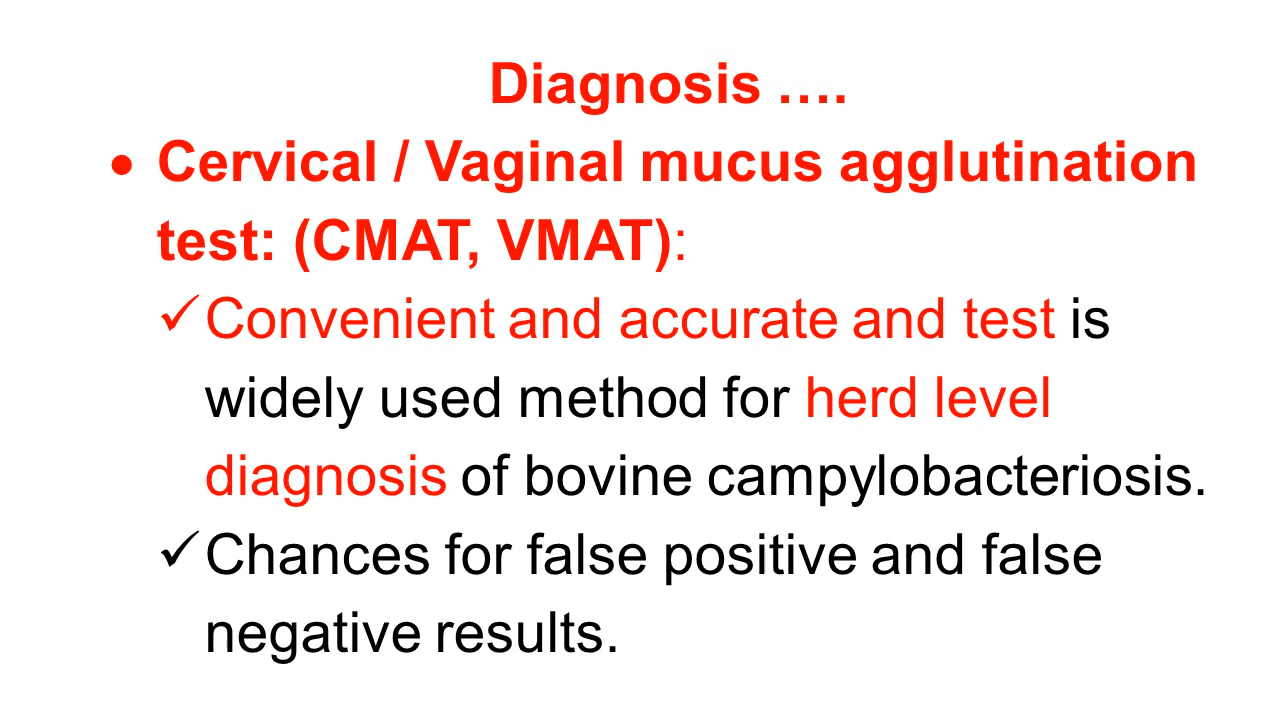 Diagnosis ….
• Cervical / Vaginal mucus agglutination
test: (CMAT, VMAT):
✓Convenient and accurate and test is
widely used method for herd level
diagnosis of bovine campylobacteriosis.
✓Chances for false positive and false
negative results.